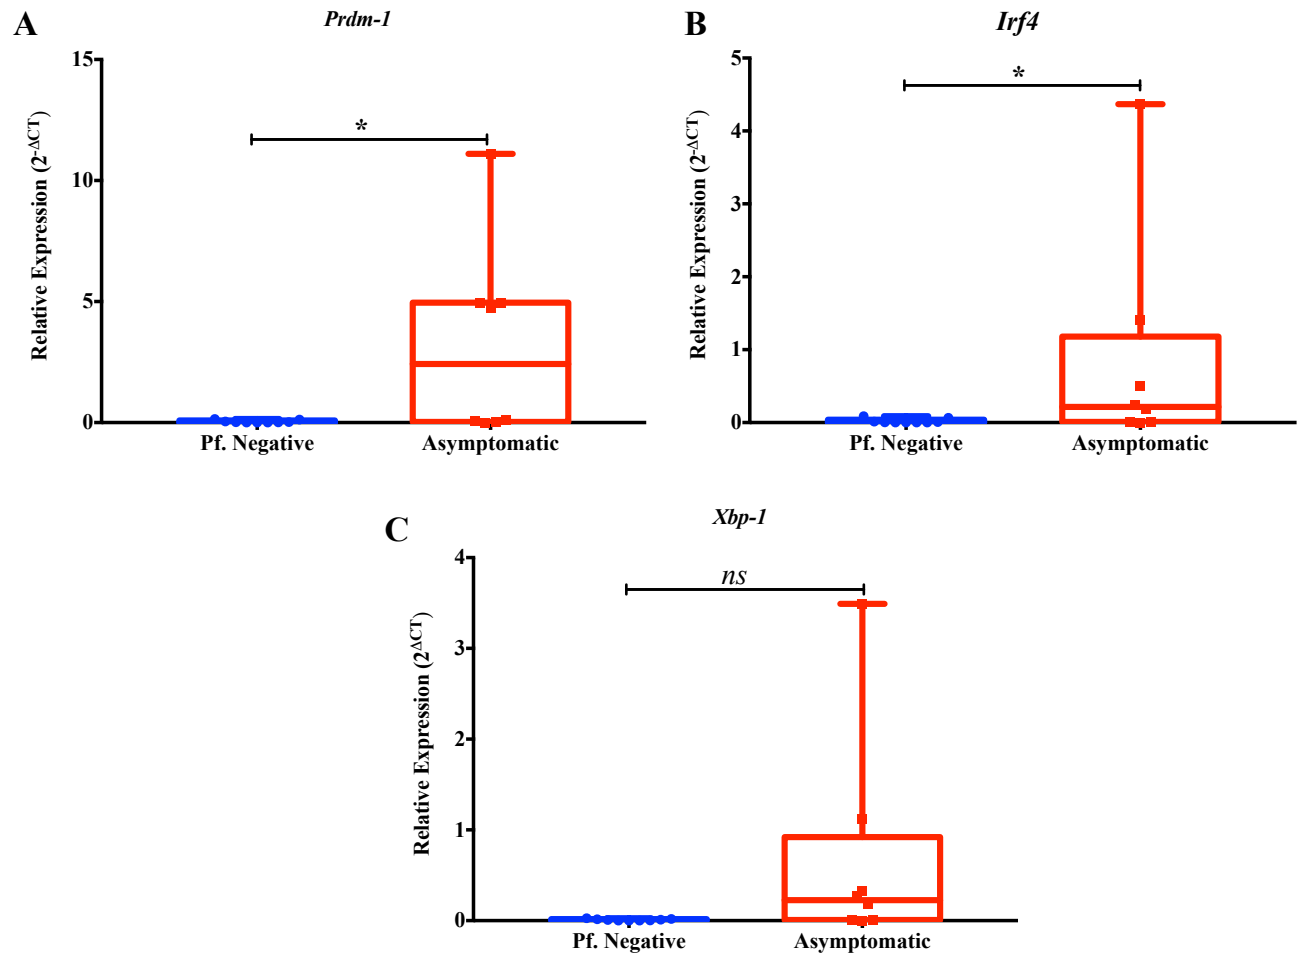 A
Prdm-1
Relative Expression (2-ΔCT)
15
10
5
0
*
Pf. Negative
Asymptomatic
B
Irf4
Relative Expression (2-ΔCT)
5
4
3
2
1
0
*
Pf. Negative
Asymptomatic
C
Xbp-1
Relative Expression (2ΔCT)
4
3
2
1
0
ns
Pf. Negative
Asymptomatic